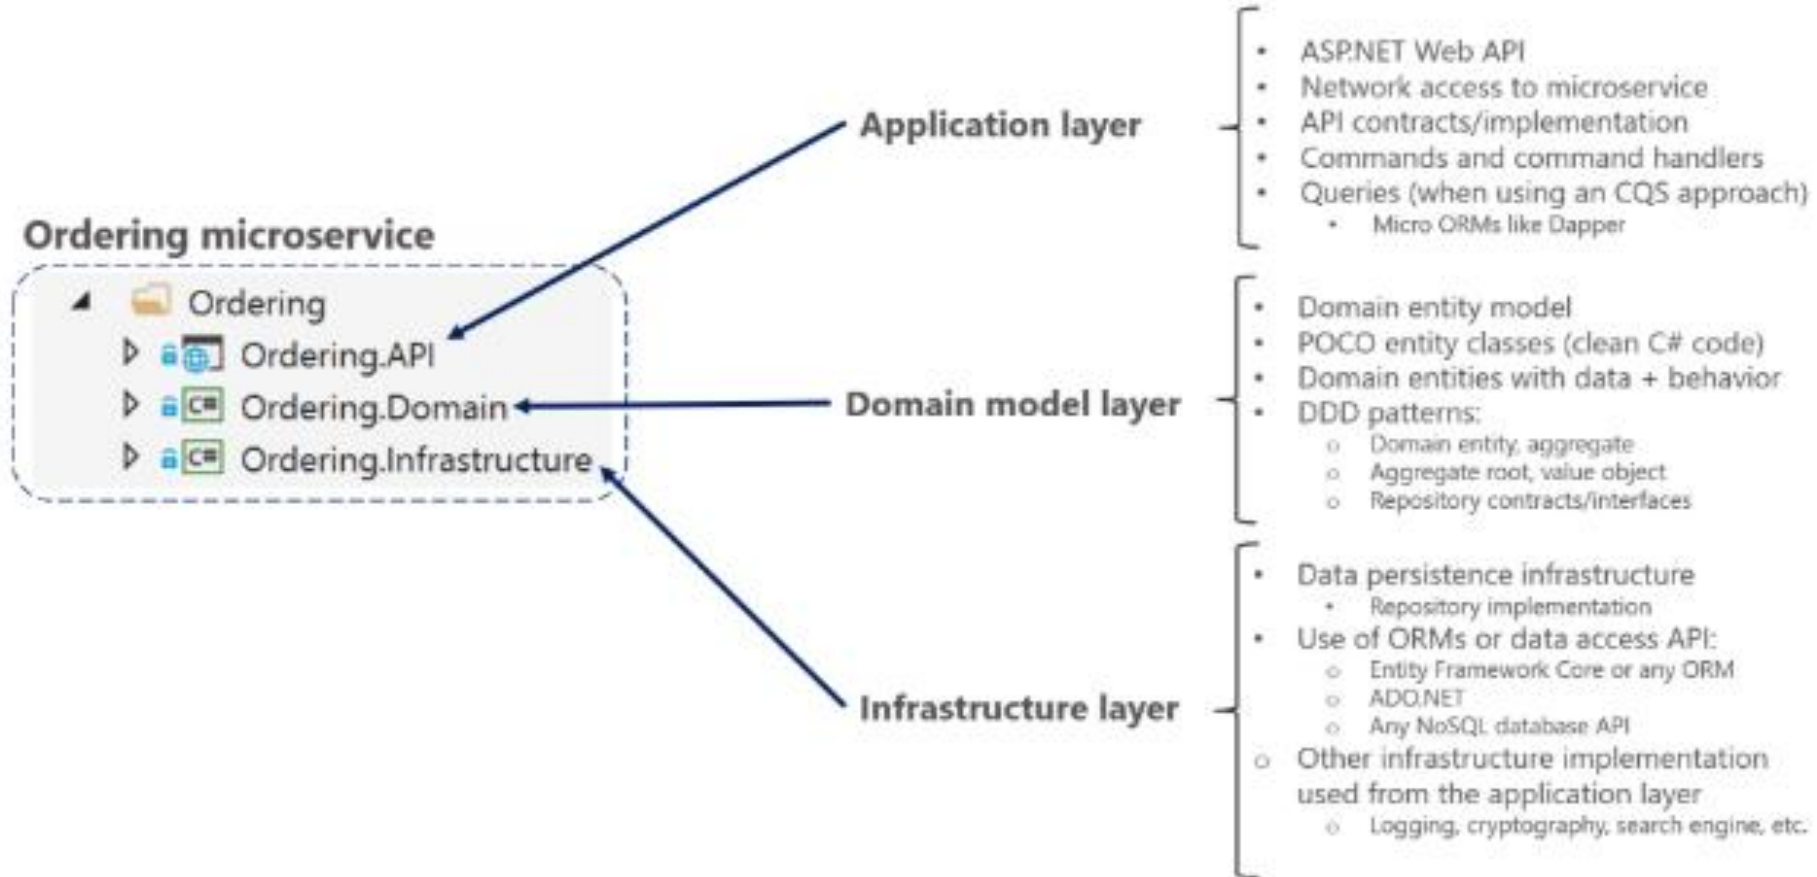 Ordering microservice
Ordering
Ordering.API
C#
Ordering.Domain
C#
Ordering.Infrastructure
Application layer
• ASP.NET Web API
• Network access to microservice
• API contracts/implementation
• Commands and command handlers
• Queries (when using an CQS approach)
• Micro ORMs like Dapper
Domain model layer
• Domain entity model
• POCO entity classes (clean C# code)
• Domain entities with data + behavior
• DDD patterns:
o Domain entity, aggregate
o Aggregate root, value object
o Repository contracts/interfaces
Infrastructure layer
• Data persistence infrastructure
• Repository implementation
• Use of ORMs or data access API:
o Entity Framework Core or any ORM
o ADO.NET
o Any NoSQL database API
o Other infrastructure implementation
used from the application layer
o Logging, cryptography, search engine, etc.